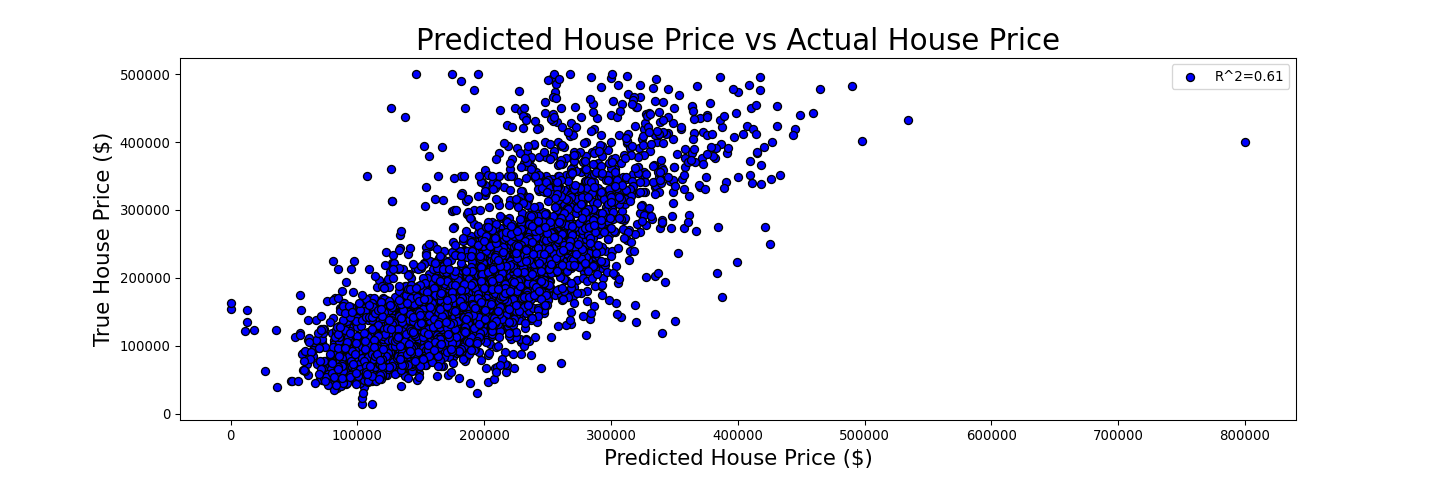 Predicted House Price vs Actual House Price
R^2=0.61
True House Price ($)
500000
400000
300000
200000
100000
0
0 100000 200000 300000 400000 500000 600000 700000 800000
Predicted House Price ($)